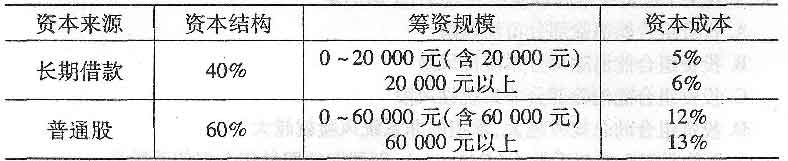 资本来源 资本结构 筹资规模 资本成本
长期借款 40% 0~20 000元(含20 000元) 5%
20 000元以上 6%
普通股 60% 0~60 000元(含60 000元) 12%
60 000元以上 13%